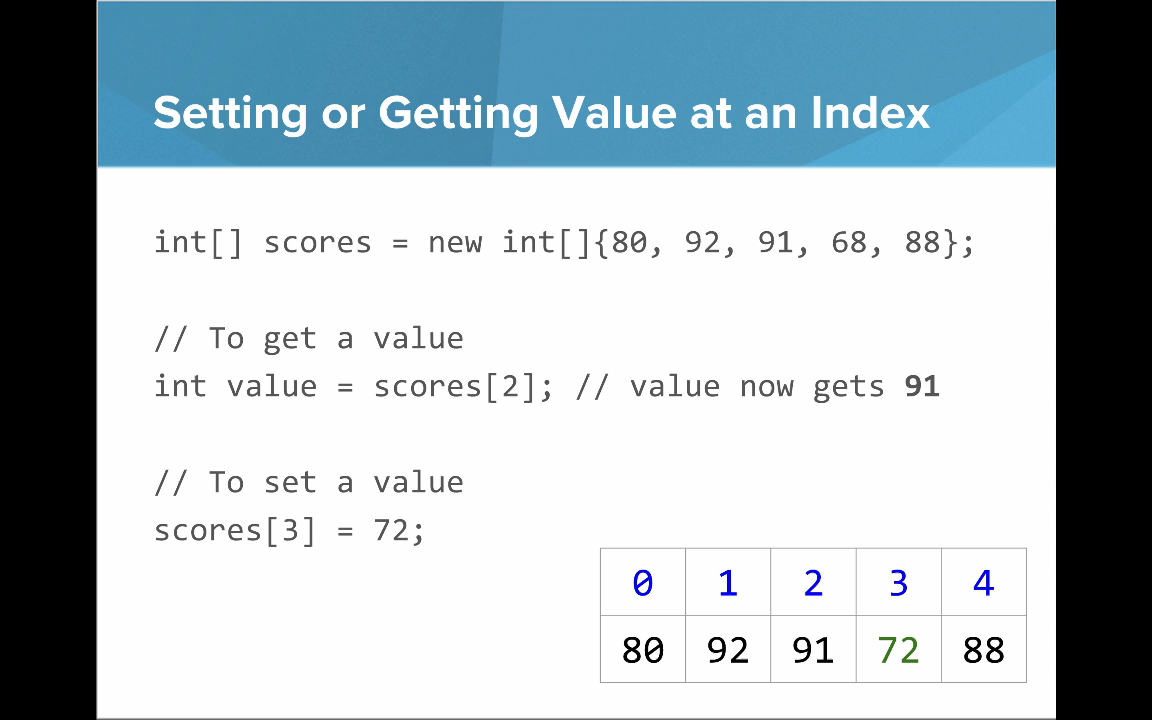 Setting or Getting Value at an Index
int[] scores = new int[]{80, 92, 91, 68, 88};
// To get a value
int value = scores[2]; // value now gets 91
// To set a value
scores[3] = 72;
0 1 2 3 4
80 92 91 72 88